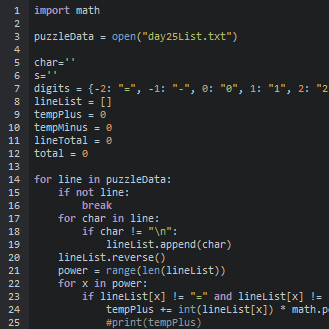 1 import math
2
3 puzzleData = open("day25List.txt")
4
5 char=''
6 s=''
7 digits = {-2: "=", -1: "-", 0: "0", 1: "1", 2: "2
8 lineList = []
9 tempPlus = 0
10 tempMinus = 0
11 lineTotal = 0
12 total = 0
13
14 for line in puzzleData:
15     if not line:
16         break
17     for char in line:
18         if char != "\n":
19             lineList.append(char)
20     lineList.reverse()
21     power = range(len(lineList))
22     for x in power:
23         if lineList[x] != "=" and lineList[x] !=
24             tempPlus += int(lineList[x]) * math.p
25             #print(tempPlus)